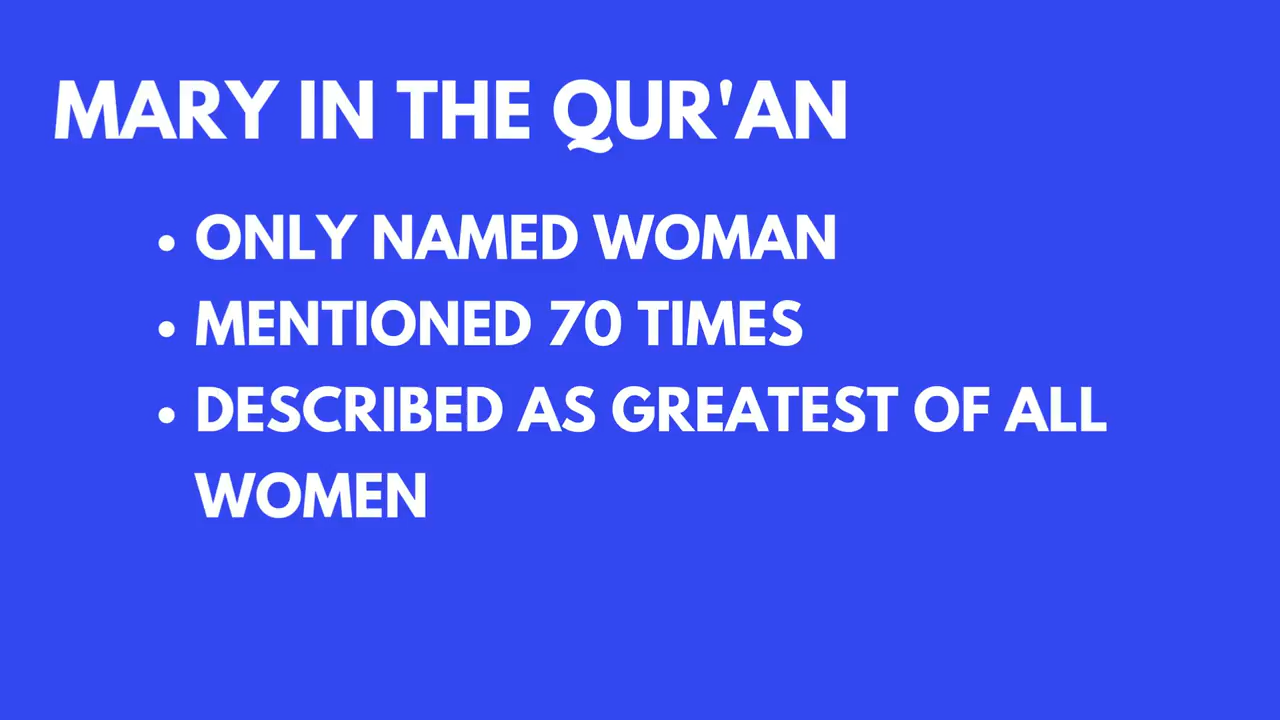 MARY IN THE QUR'AN
• ONLY NAMED WOMAN
• MENTIONED 70 TIMES
• DESCRIBED AS GREATEST OF ALL
WOMEN